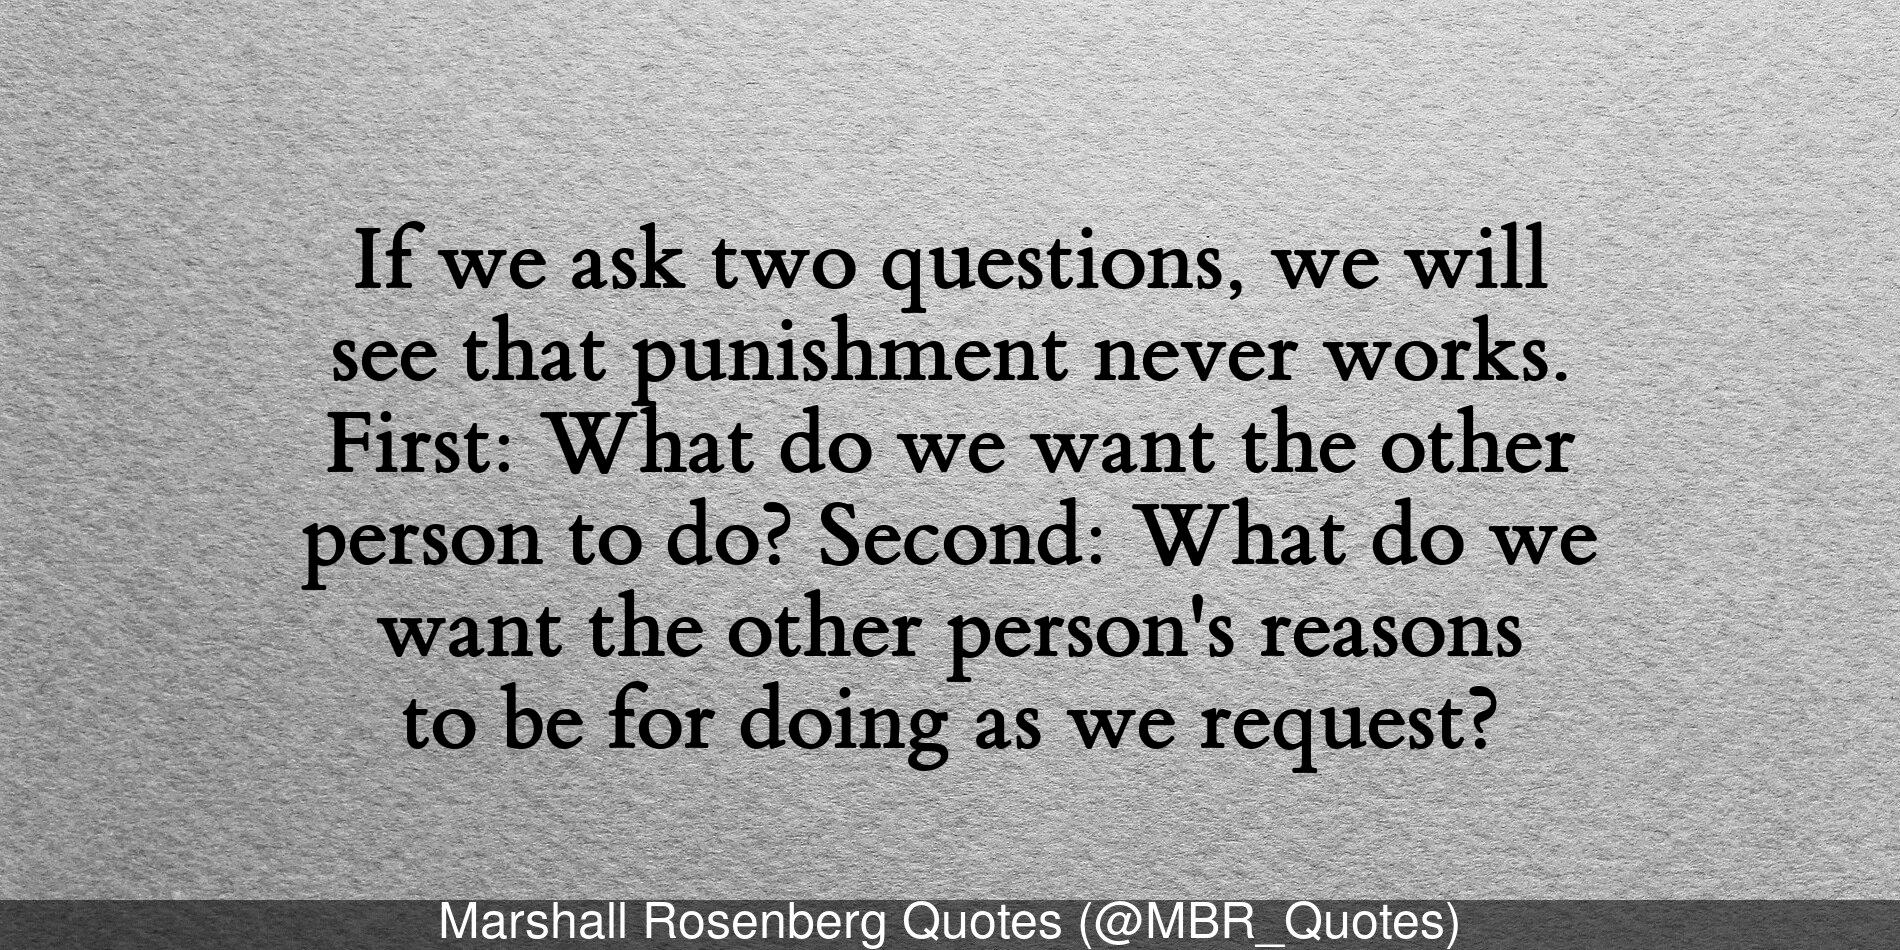 If we ask two questions, we will
see that punishment never works.
First: What do we want the other
person to do? Second: What do we
want the other person's reasons
to be for doing as we request?
Marshall Rosenberg Quotes (@MBR_Quotes)